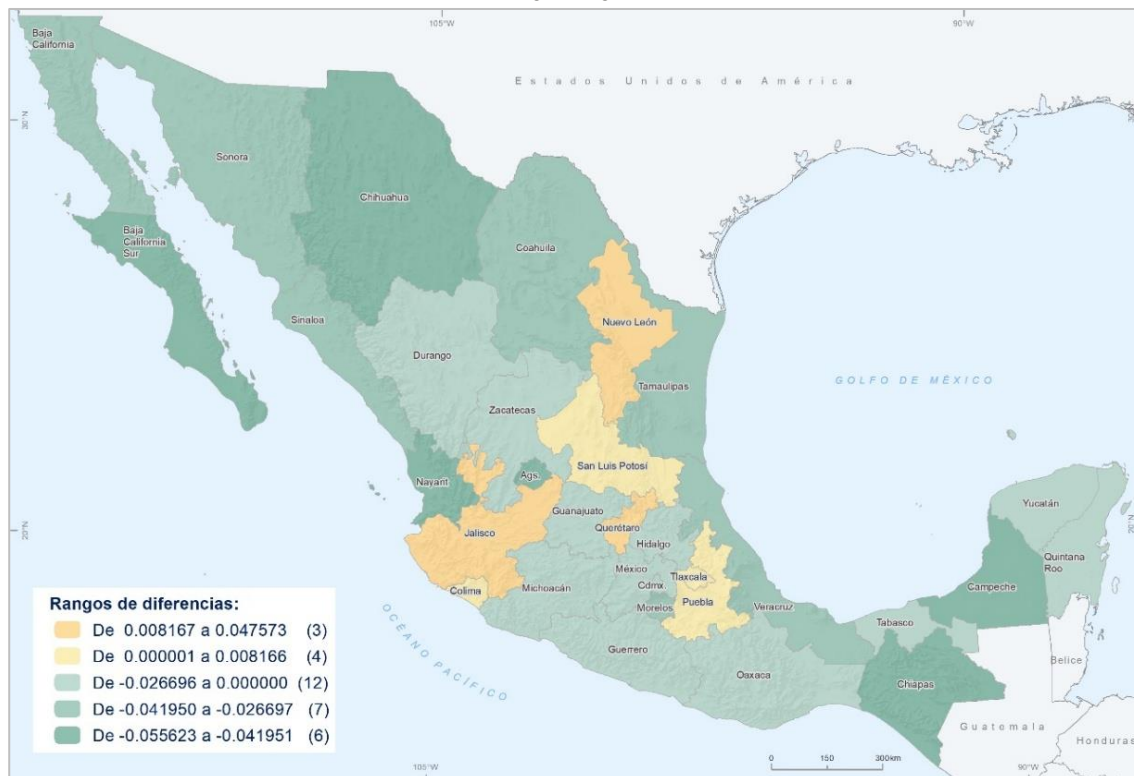 105°W
90°W
Baja
California
Estados Unidos de América
30°N
30°N
Sonora
Chihuahua
Coahuila
Baja
California
Sur
Nuevo León
Sinaloa
Durango
GOLFO DE MÉXICO
Tamaulipas
Zacatecas
San Luis Potosí
Ags.
Nayarit
Yucatán
Guanajuato
20°N
20°N
Querétaro
Jalisco
Hidalgo
Quintana
Roo
México
Tlaxcala
Campeche
Michoacán
Colima
Cdmx.
Puebla
Morelos
Veracruz
Tabasco
Guerrero
Belice
Oaxaca
Chiapas
OCÉANO PACÍFICO
Guatemala
Honduras
Rangos de diferencias:
De 0.008167 a 0.047573 (3)
De 0.000001 a 0.008166 (4)
De -0.026696 a 0.000000 (12)
De -0.041950 a -0.026697 (7)
De -0.055623 a -0.041951 (6)
0 150 300km
105°W
90°W